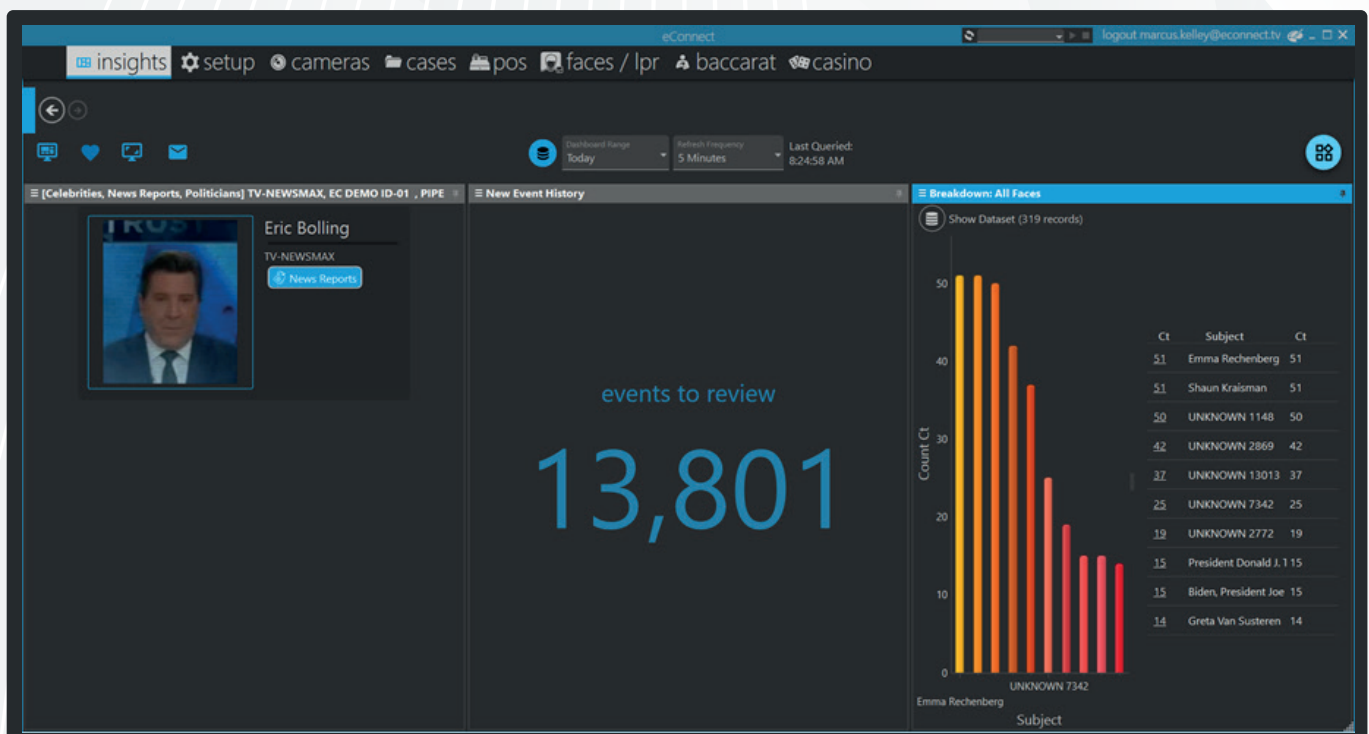 eConnect
logout marcus.kelley@econnect.tv
insights setup cameras cases pos faces / lpr baccarat casino
Dashboard Range
Today
Refresh Frequency
5 Minutes
Last Queried:
8:24:58 AM
[Celebrities, News Reports, Politicians] TV-NEWSMAX, EC DEMO ID-01 , PIPE
TRUST
Eric Bolling
TV-NEWSMAX
News Reports
New Event History
events to review
13,801
Breakdown: All Faces
Show Dataset (319 records)
Count Ct
50
40
30
20
10
0
UNKNOWN 7342
Emma Rechenberg
Subject
Ct Subject Ct
51 Emma Rechenberg 51
51 Shaun Kraisman 51
50 UNKNOWN 1148 50
42 UNKNOWN 2869 42
37 UNKNOWN 13013 37
25 UNKNOWN 7342 25
19 UNKNOWN 2772 19
15 President Donald J. 15
15 Biden, President Joe 15
14 Greta Van Susteren 14